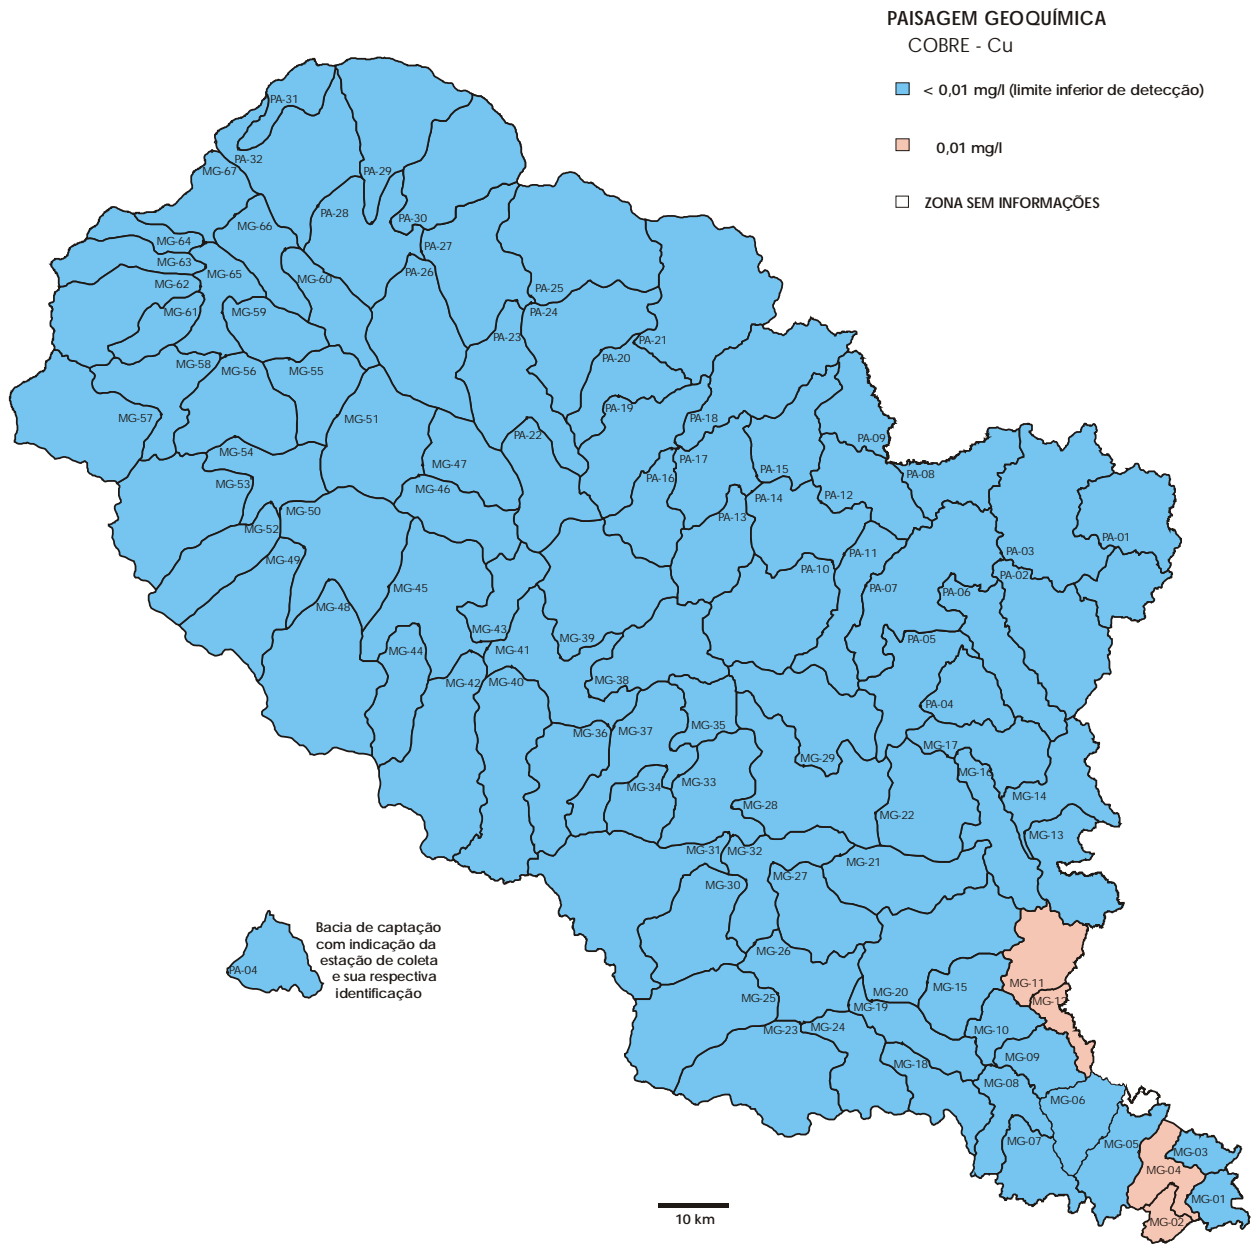 PAISAGEM GEOQUÍMICA
COBRE - Cu
< 0,01 mg/l (limite inferior de detecção)
0,01 mg/l
ZONA SEM INFORMAÇÕES
PA-31
PA-32
MG-67
PA-29
PA-28
PA-30
MG-66
MG-64
PA-27
MG-63
MG-65
PA-26
MG-62
MG-60
PA-25
MG-61
MG-59
PA-24
PA-23
PA-21
PA-20
MG-58
MG-56
MG-55
PA-19
MG-57
MG-51
PA-18
PA-22
PA-09
MG-54
MG-47
PA-17
PA-15
PA-08
PA-16
MG-53
MG-46
PA-14
PA-12
MG-50
PA-13
MG-52
PA-01
PA-11
PA-03
MG-49
PA-10
PA-02
MG-45
PA-07
PA-06
MG-48
MG-43
MG-39
PA-05
MG-44
MG-41
MG-42
MG-40
MG-38
PA-04
MG-36
MG-37
MG-35
MG-17
MG-29
MG-16
MG-34
MG-33
MG-14
MG-28
MG-22
MG-13
MG-31
MG-32
MG-21
MG-30
MG-27
Bacia de captação
com indicação da
estação de coleta
e sua respectiva
identificação
PA-04
MG-26
MG-11
MG-15
MG-20
MG-25
MG-12
MG-19
MG-23
MG-24
MG-10
MG-09
MG-18
MG-08
MG-06
MG-07
MG-05
MG-03
MG-04
MG-01
MG-02
10 km